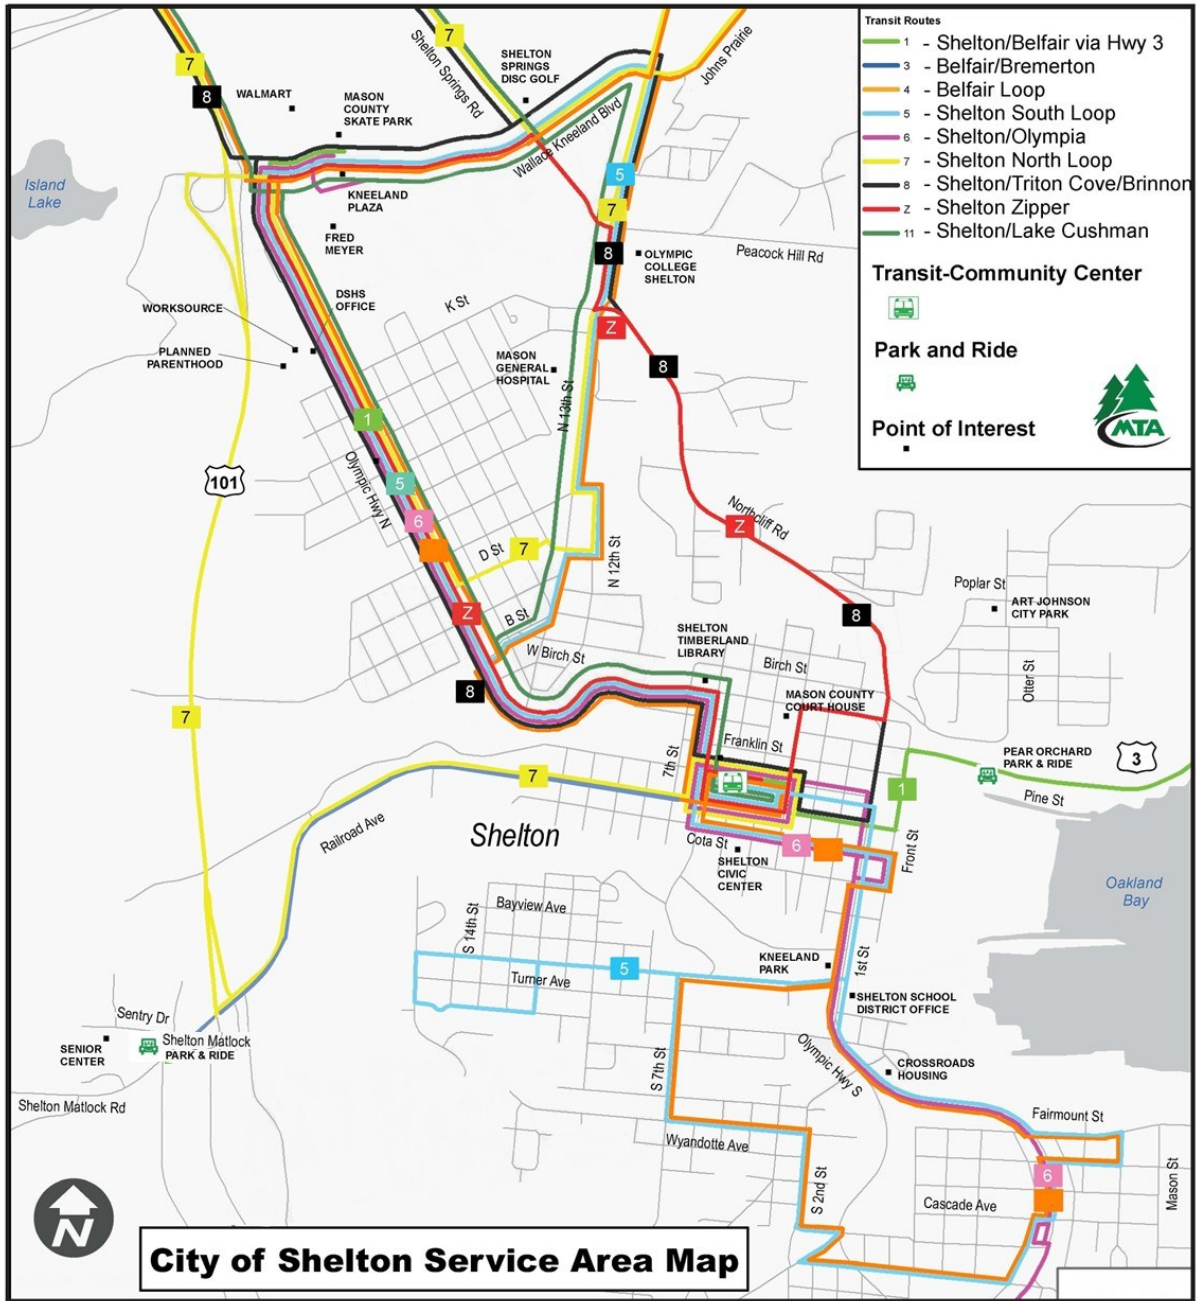 Transit Routes
1 - Shelton/Belfair via Hwy 3
3 - Belfair/Bremerton
4 - Belfair Loop
5 - Shelton South Loop
6 - Shelton/Olympia
7 - Shelton North Loop
8 - Shelton/Triton Cove/Brinnon
Z - Shelton Zipper
11 - Shelton/Lake Cushman
Transit-Community Center
Park and Ride
Point of Interest
MTA
7
8
7
Shelton Springs Rd
SHELTON
SPRINGS
DISC GOLF
Johns Prairie
WALMART
MASON
COUNTY
SKATE PARK
Wallace Kneeland Blvd
Island
Lake
KNEELAND
PLAZA
5
7
8
FRED
MEYER
OLYMPIC
COLLEGE
SHELTON
Peacock Hill Rd
DSHS
OFFICE
WORKSOURCE
PLANNED
PARENTHOOD
K St
Z
8
MASON
GENERAL
HOSPITAL
N 13th St
1
101
Olympic Hwy N
5
6
D St
7
N 12th St
Northcliff Rd
Z
Z
B St
W Birch St
8
8
Poplar St
ART JOHNSON
CITY PARK
Otter St
SHELTON
TIMBERLAND
LIBRARY
Birch St
MASON COUNTY
COURT HOUSE
7
7th St
Franklin St
PEAR ORCHARD
PARK & RIDE
3
Pine St
1
7
Railroad Ave
Shelton
Cota St
6
SHELTON
CIVIC
CENTER
Front St
Oakland
Bay
Bayview Ave
S 14th St
Turner Ave
5
KNEELAND
PARK
1st St
SHELTON SCHOOL
DISTRICT OFFICE
Sentry Dr
SENIOR
CENTER
Shelton Matlock
PARK & RIDE
Shelton Matlock Rd
S 7th St
Olympic Hwy S
CROSSROADS
HOUSING
Fairmount St
Wyandotte Ave
S 2nd St
6
Cascade Ave
Mason St
N
City of Shelton Service Area Map